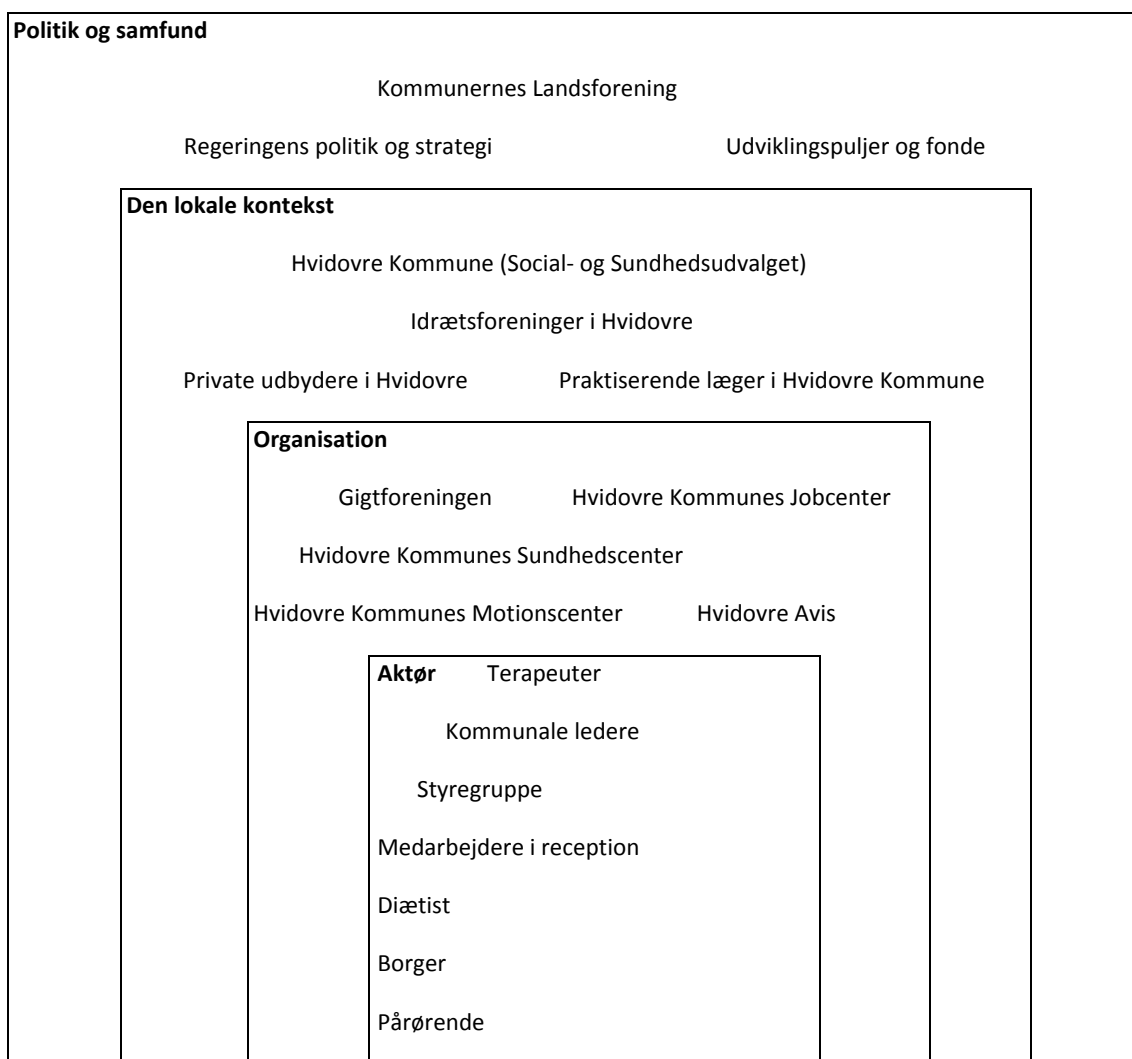 Politik og samfund
Kommunernes Landsforening
Regeringens politik og strategi Udviklingspuljer og fonde
Den lokale kontekst
Hvidovre Kommune (Social- og Sundhedsudvalget)
Idrætsforeninger i Hvidovre
Private udbydere i Hvidovre Praktiserende læger i Hvidovre Kommune
Organisation
Gigtforeningen Hvidovre Kommunes Jobcenter
Hvidovre Kommunes Sundhedscenter
Hvidovre Kommunes Motionscenter Hvidovre Avis
Aktør Terapeuter
Kommunale ledere
Styregruppe
Medarbejdere i reception
Diætist
Borger
Pårørende